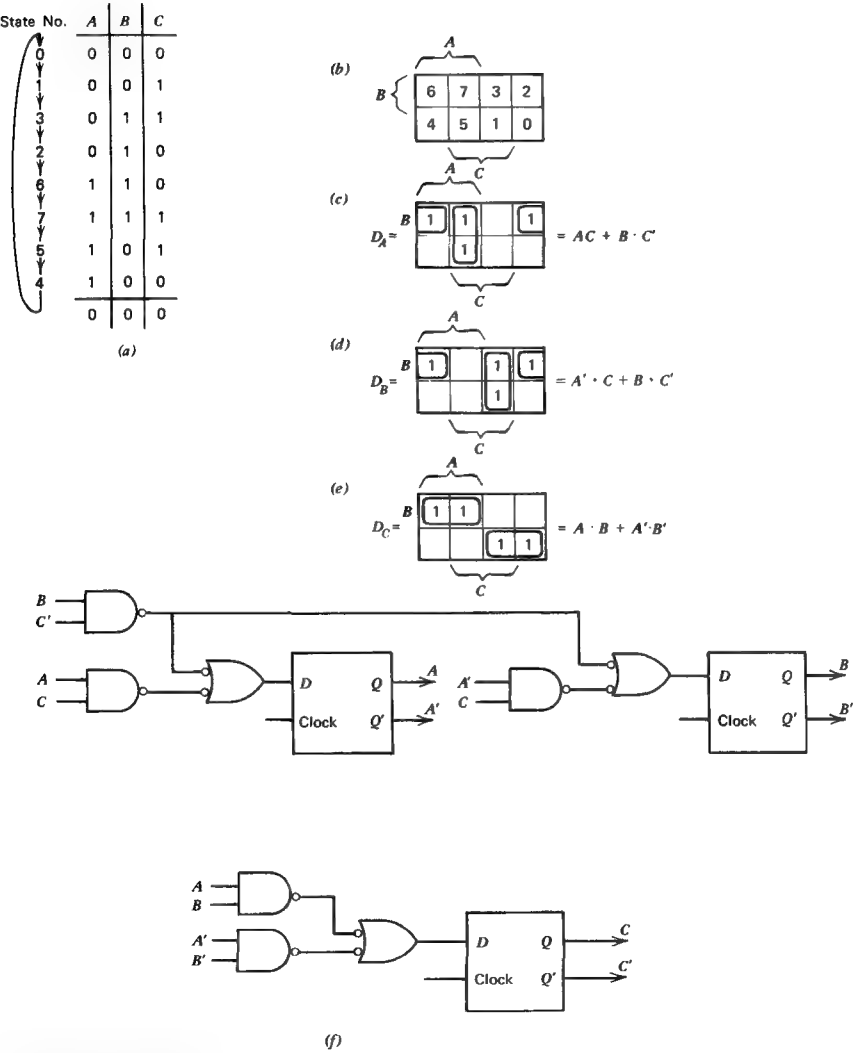 State No. A B C
0 0 0 0
1 0 0 1
3 0 1 1
2 0 1 0
6 1 1 0
7 1 1 1
5 1 0 1
4 1 0 0
0 0 0
(a)
(b)
A
B
6 7 3 2
4 5 1 0
C
(c)
A
B 1 1 1
D_A= 1 = AC + B · C′
C
(d)
A
B 1 1 1
D_B= 1 = A′ · C + B · C′
C
(e)
A
B 1 1
D_C= 1 1 = A · B + A′·B′
C
B
C′
A
C
D Q A
Clock Q′ A′
A′
C
D Q B
Clock Q′ B′
A
B
A′
B′
D Q C
Clock Q′ C′
(f)